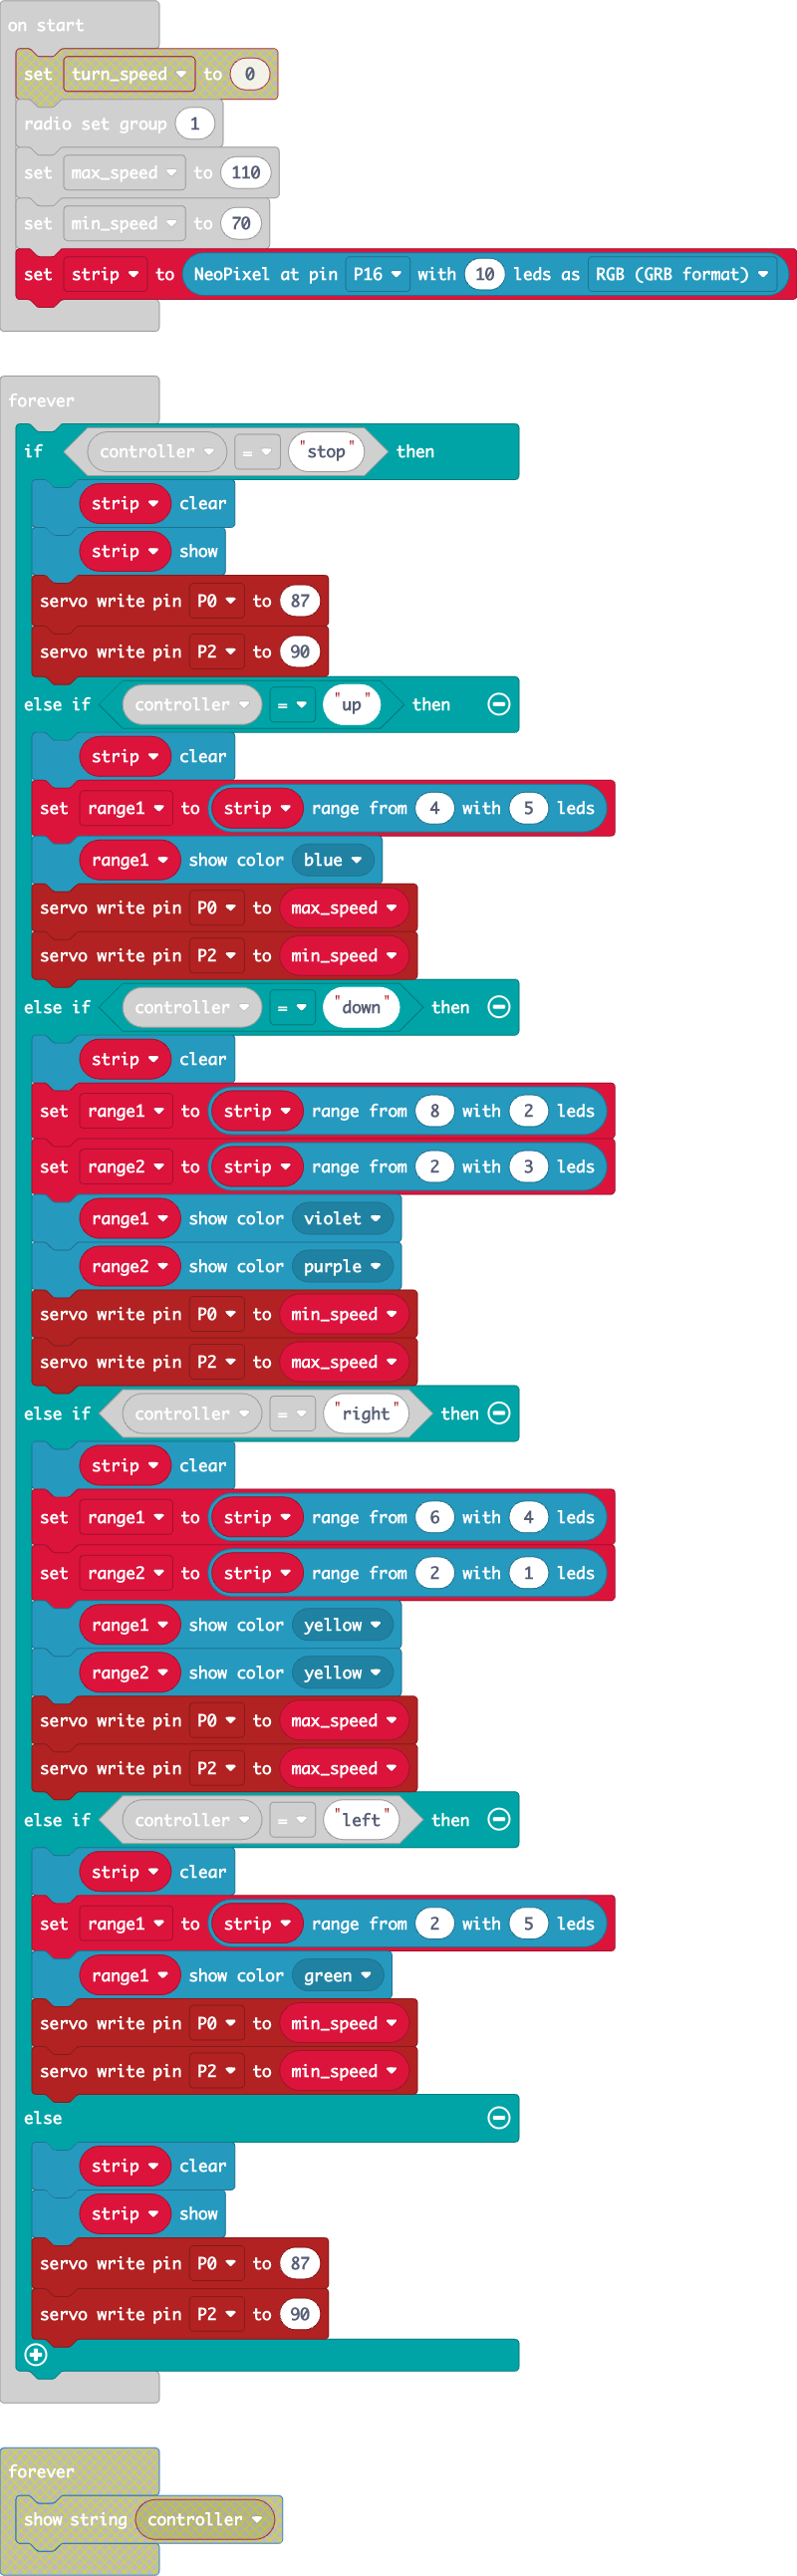 on start
set turn_speed to 0
radio set group 1
set max_speed to 110
set min_speed to 70
set strip to NeoPixel at pin P16 with 10 leds as RGB (GRB format)
forever
if controller = "stop" then
strip clear
strip show
servo write pin P0 to 87
servo write pin P2 to 90
else if controller = "up" then
strip clear
set range1 to strip range from 4 with 5 leds
range1 show color blue
servo write pin P0 to max_speed
servo write pin P2 to min_speed
else if controller = "down" then
strip clear
set range1 to strip range from 8 with 2 leds
set range2 to strip range from 2 with 3 leds
range1 show color violet
range2 show color purple
servo write pin P0 to min_speed
servo write pin P2 to max_speed
else if controller = "right" then
strip clear
set range1 to strip range from 6 with 4 leds
set range2 to strip range from 2 with 1 leds
range1 show color yellow
range2 show color yellow
servo write pin P0 to max_speed
servo write pin P2 to max_speed
else if controller = "left" then
strip clear
set range1 to strip range from 2 with 5 leds
range1 show color green
servo write pin P0 to min_speed
servo write pin P2 to min_speed
else
strip clear
strip show
servo write pin P0 to 87
servo write pin P2 to 90
forever
show string controller